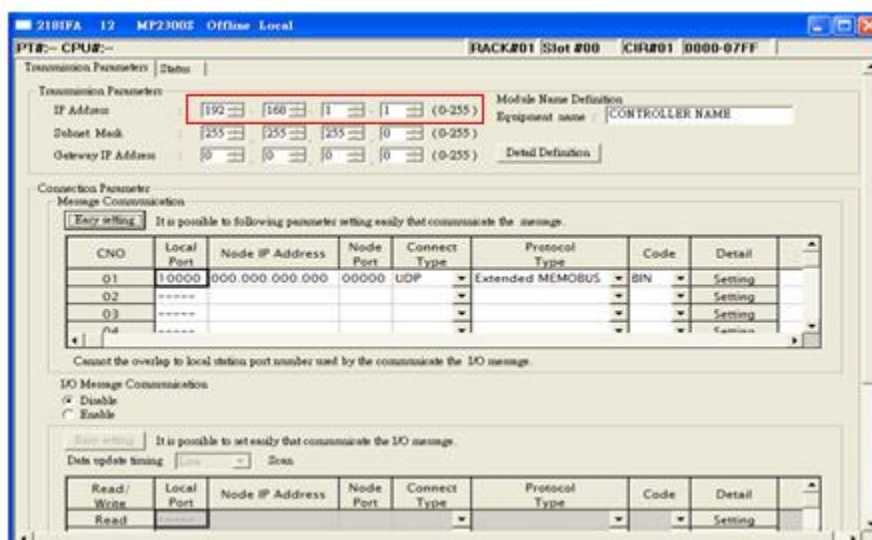 218IFA 12 MP2300S Offline Local
PT#:- CPU#:- RACK#01 Slot #00 CIR#01 0000-07FF
Transmission Parameters Status
Transmission Parameters
IP Address : 192 . 168 . 1 . 1 (0-255)
Module Name Definition
Equipment name : CONTROLLER NAME
Subnet Mask : 255 . 255 . 255 . 0 (0-255)
Gateway IP Address : 0 . 0 . 0 . 0 (0-255)
Detail Definition
Connection Parameter
Message Communication
Easy setting It is possible to following parameter setting easily that communicate the message.
CNO Local Port Node IP Address Node Port Connect Type Protocol Type Code Detail
01 10000 000.000.000.000 00000 UDP Extended MEMOBUS BIN Setting
02 ----- Setting
03 ----- Setting
04 Setting
Cannot the overlap to local station port number used by the communicate the I/O message.
I/O Message Communication
Disable
Enable
Easy setting It is possible to set easily that communicate the I/O message.
Data update timing Low Scan
Read/Write Local Port Node IP Address Node Port Connect Type Protocol Type Code Detail
Read ----- Setting